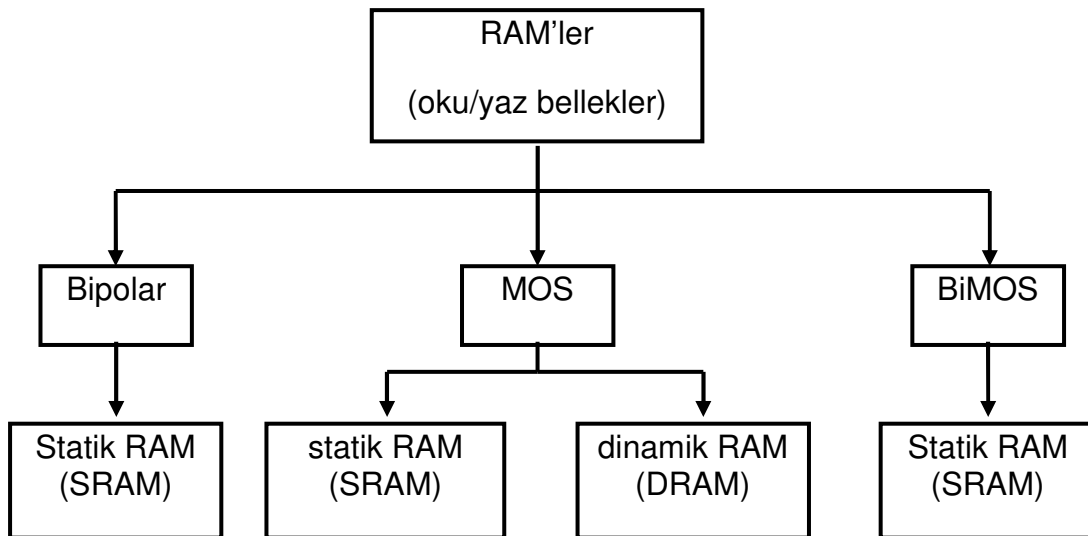 RAM’ler
(oku/yaz bellekler)
Bipolar
MOS
BiMOS
Statik RAM
(SRAM)
statik RAM
(SRAM)
dinamik RAM
(DRAM)
Statik RAM
(SRAM)